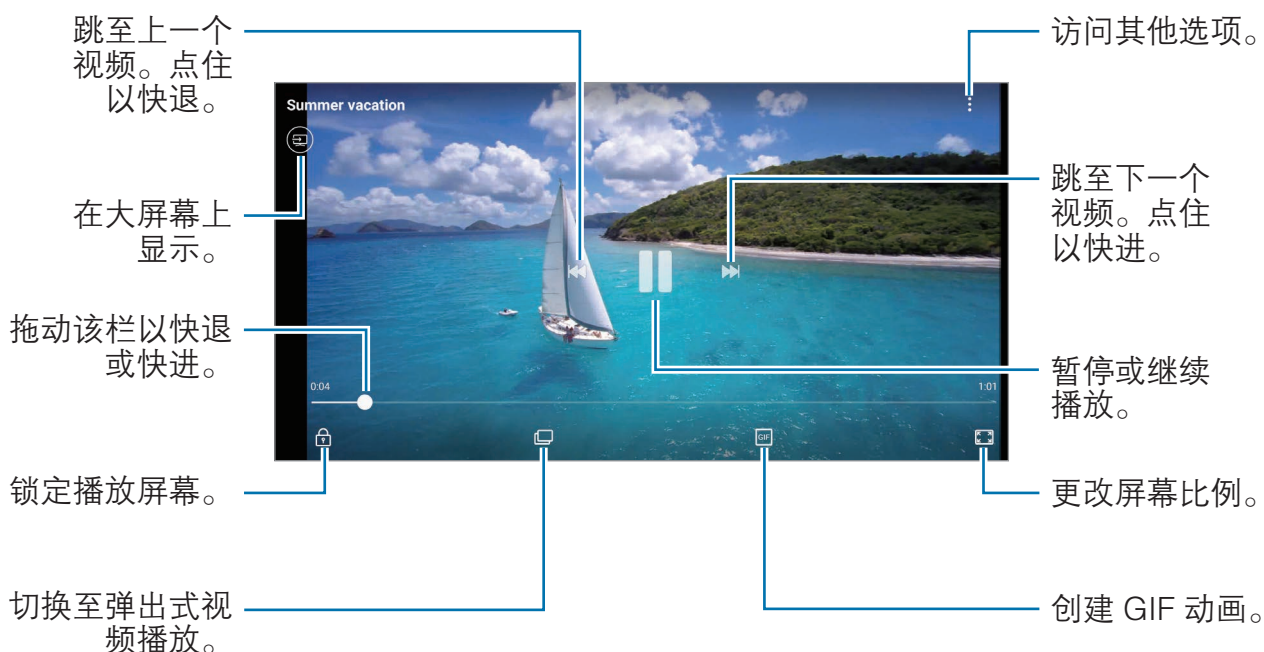 跳至上一个
视频。点住
以快退。
访问其他选项。
Summer vacation
在大屏幕上
显示。
跳至下一个
视频。点住
以快进。
拖动该栏以快退
或快进。
暂停或继续
播放。
0:04
1:01
GIF
锁定播放屏幕。
更改屏幕比例。
切换至弹出式视
频播放。
创建 GIF 动画。